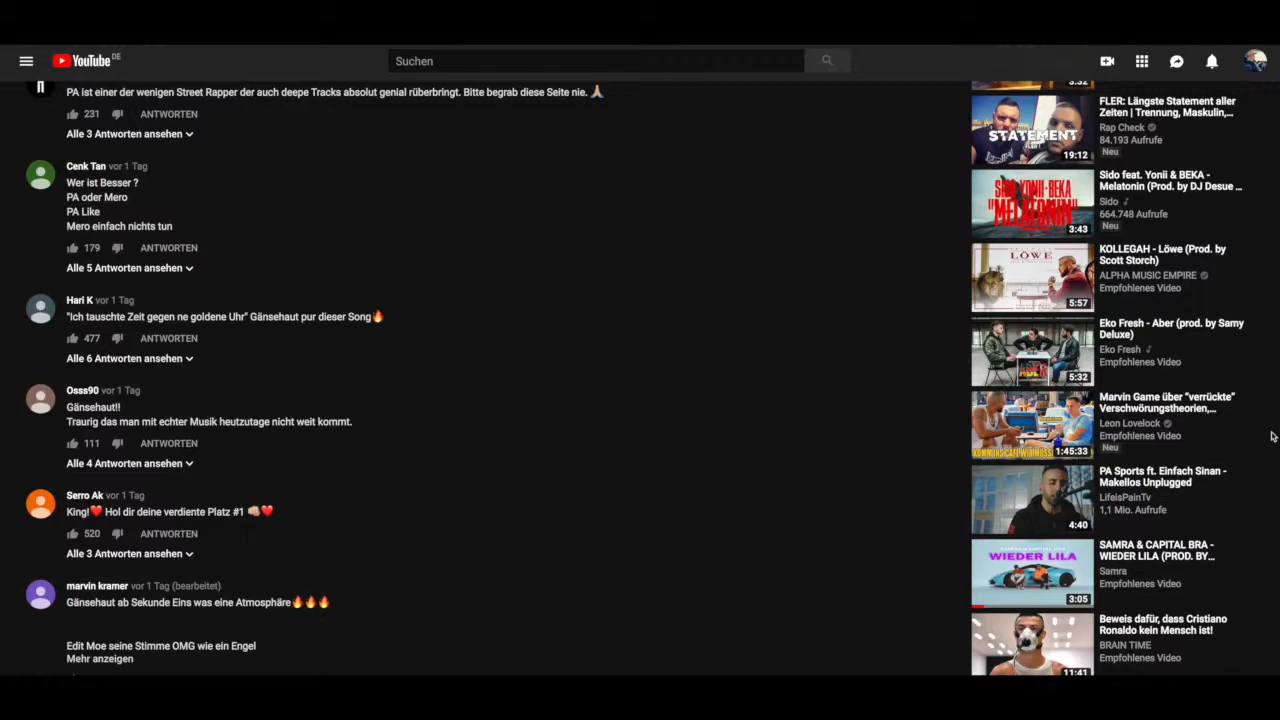 YouTube DE
Suchen
PA ist einer der wenigen Street Rapper der auch deepe Tracks absolut genial rüberbringt. Bitte begrab diese Seite nie. 🙏🏼
231 ANTWORTEN
Alle 3 Antworten ansehen
Cenk Tan vor 1 Tag
Wer ist Besser ?
PA oder Mero
PA Like
Mero einfach nichts tun
179 ANTWORTEN
Alle 5 Antworten ansehen
Hari K vor 1 Tag
"Ich tauschte Zeit gegen ne goldene Uhr" Gänsehaut pur dieser Song🔥
477 ANTWORTEN
Alle 6 Antworten ansehen
Osss90 vor 1 Tag
Gänsehaut!!
Traurig das man mit echter Musik heutzutage nicht weit kommt.
111 ANTWORTEN
Alle 4 Antworten ansehen
Serro Ak vor 1 Tag
King!❤️ Hol dir deine verdiente Platz #1 👊🏼❤️
520 ANTWORTEN
Alle 3 Antworten ansehen
marvin kramer vor 1 Tag (bearbeitet)
Gänsehaut ab Sekunde Eins was eine Atmosphäre🔥🔥🔥
Edit Moe seine Stimme OMG wie ein Engel
Mehr anzeigen
3:32
STATEMENT
FLER
19:12
FLER: Längste Statement aller
Zeiten | Trennung, Maskulin,...
Rap Check
84.193 Aufrufe
Neu
SIDO YONII·BEKA
"MELATONIN"
3:43
Sido feat. Yonii & BEKA -
Melatonin (Prod. by DJ Desue ...
Sido
664.748 Aufrufe
Neu
LÖWE
5:57
KOLLEGAH - Löwe (Prod. by
Scott Storch)
ALPHA MUSIC EMPIRE
Empfohlenes Video
ABER
5:32
Eko Fresh - Aber (prod. by Samy
Deluxe)
Eko Fresh
Empfohlenes Video
1:45:33
Marvin Game über "verrückte"
Verschwörungstheorien,...
Leon Lovelock
Empfohlenes Video
Neu
4:40
PA Sports ft. Einfach Sinan -
Makellos Unplugged
LifeisPainTv
1,1 Mio. Aufrufe
SAMRA & CAPITAL BRA
WIEDER LILA
3:05
SAMRA & CAPITAL BRA -
WIEDER LILA (PROD. BY...
Samra
Empfohlenes Video
11:41
Beweis dafür, dass Cristiano
Ronaldo kein Mensch ist!
BRAIN TIME
Empfohlenes Video